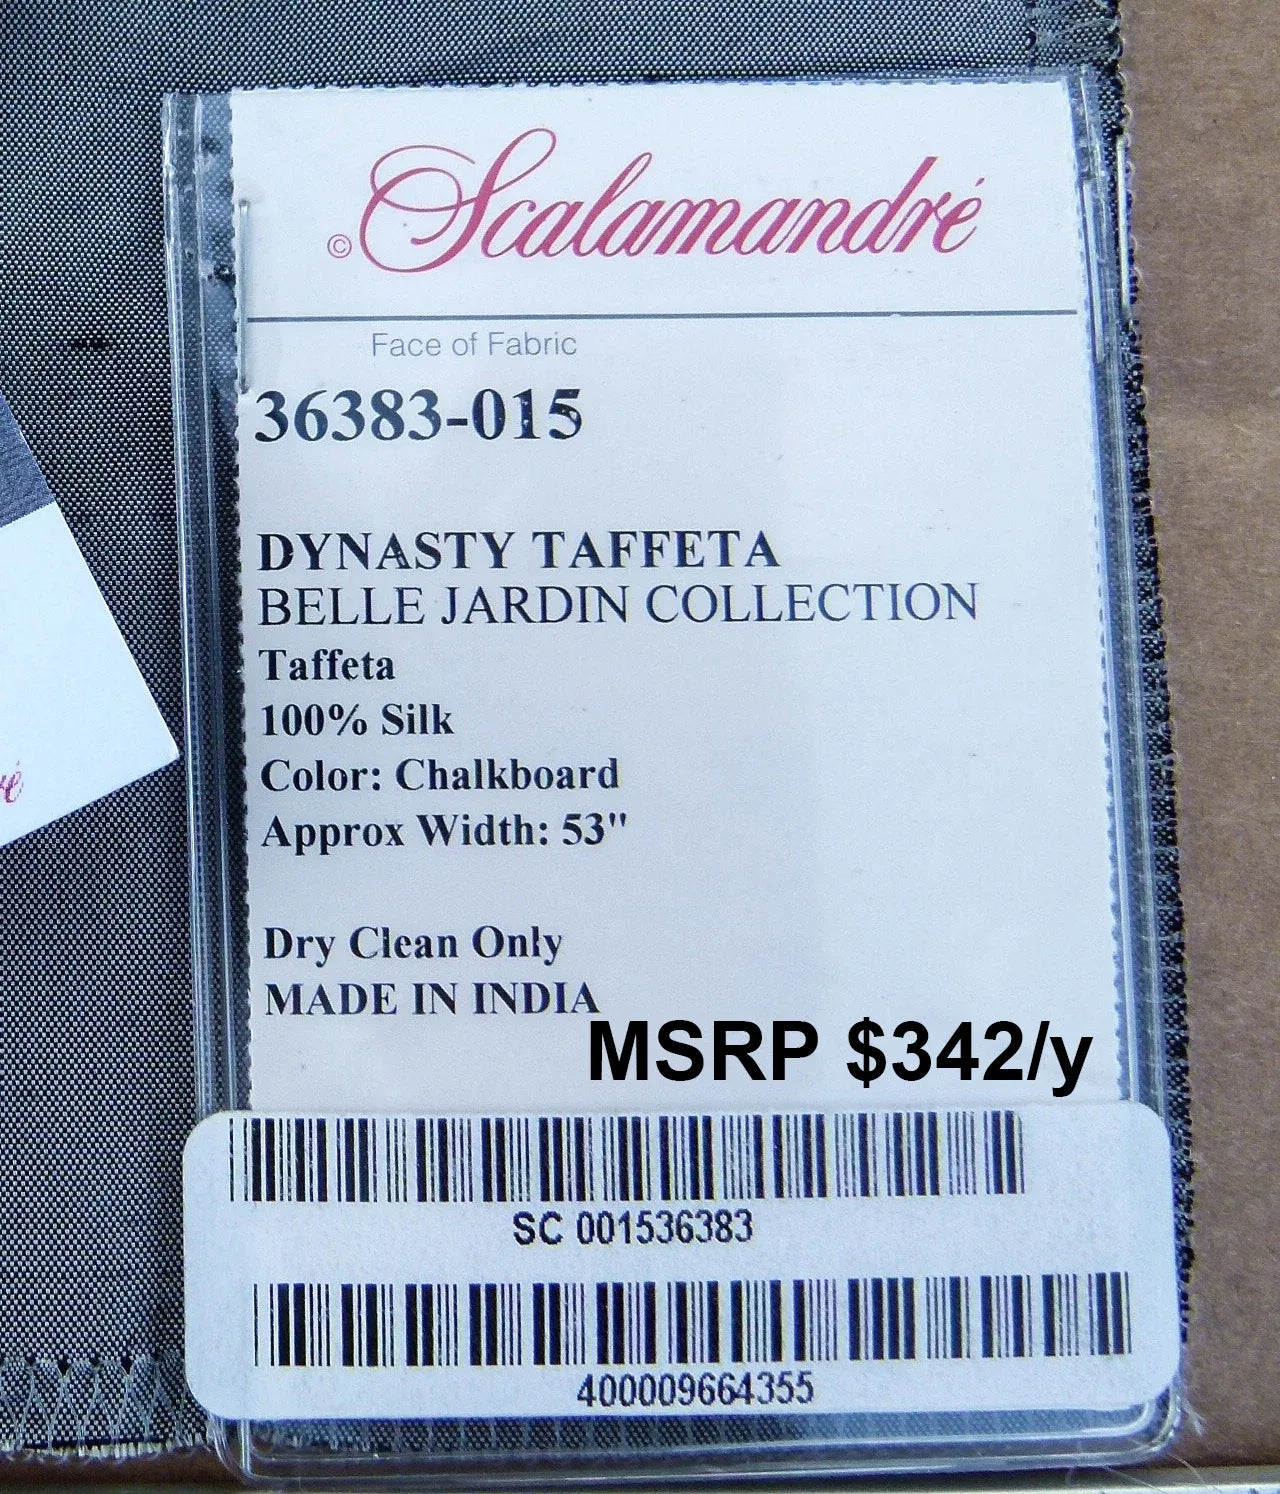 © Scalamandré
Face of Fabric
36383-015
DYNASTY TAFFETA
BELLE JARDIN COLLECTION
Taffeta
100% Silk
Color: Chalkboard
Approx Width: 53"
Dry Clean Only
MADE IN INDIA
MSRP $342/y
SC 001536383
400009664355
ré